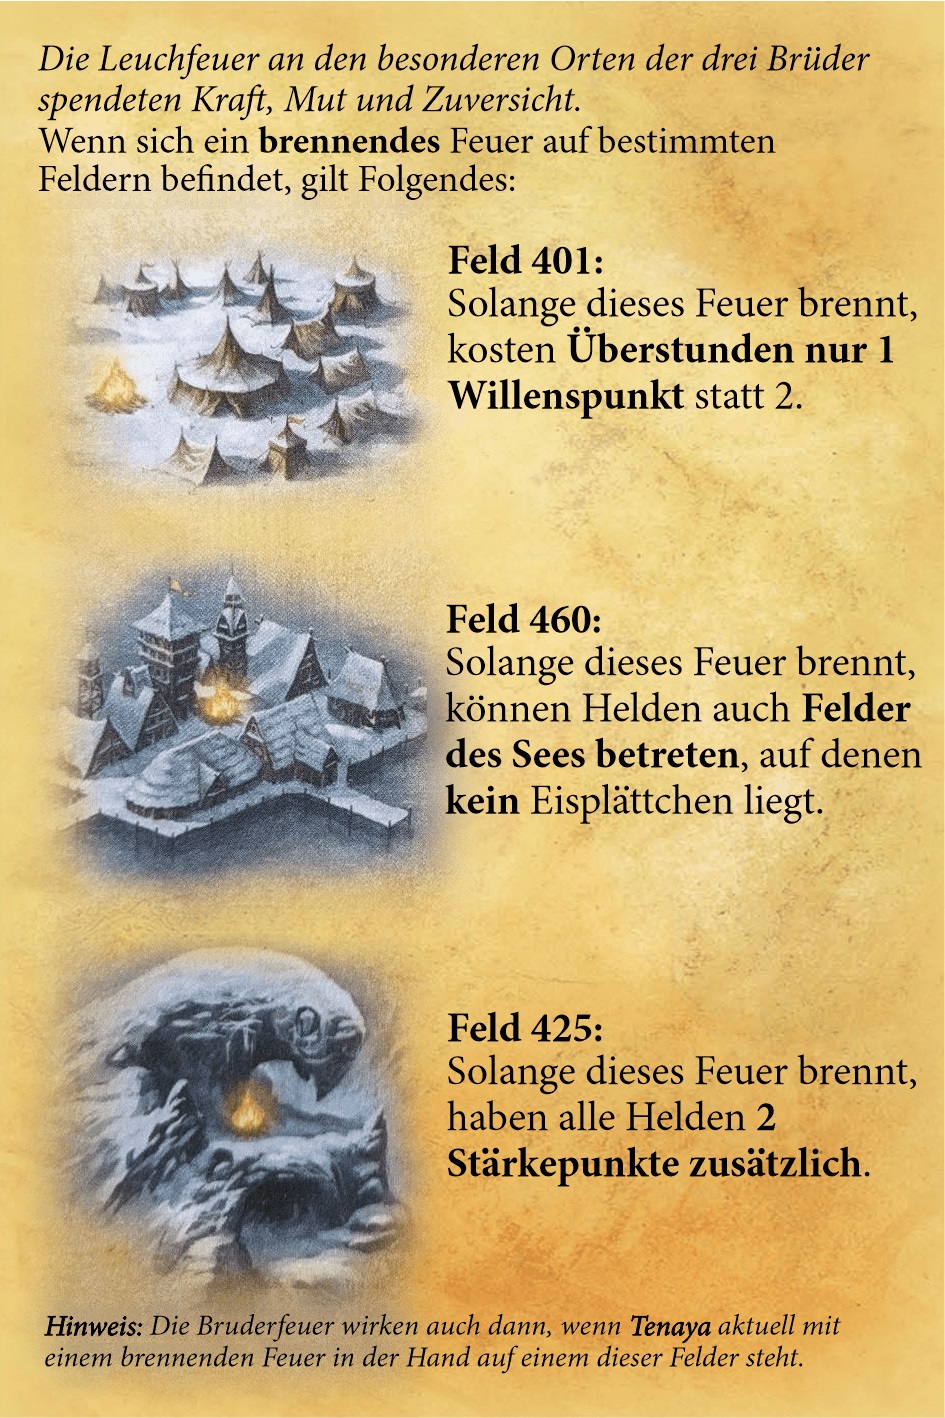 Die Leuchfeuer an den besonderen Orten der drei Brüder
spendeten Kraft, Mut und Zuversicht.
Wenn sich ein brennendes Feuer auf bestimmten
Feldern befindet, gilt Folgendes:
Feld 401:
Solange dieses Feuer brennt,
kosten Überstunden nur 1
Willenspunkt statt 2.
Feld 460:
Solange dieses Feuer brennt,
können Helden auch Felder
des Sees betreten, auf denen
kein Eisplättchen liegt.
Feld 425:
Solange dieses Feuer brennt,
haben alle Helden 2
Stärkepunkte zusätzlich.
Hinweis: Die Bruderfeuer wirken auch dann, wenn Tenaya aktuell mit
einem brennenden Feuer in der Hand auf einem dieser Felder steht.